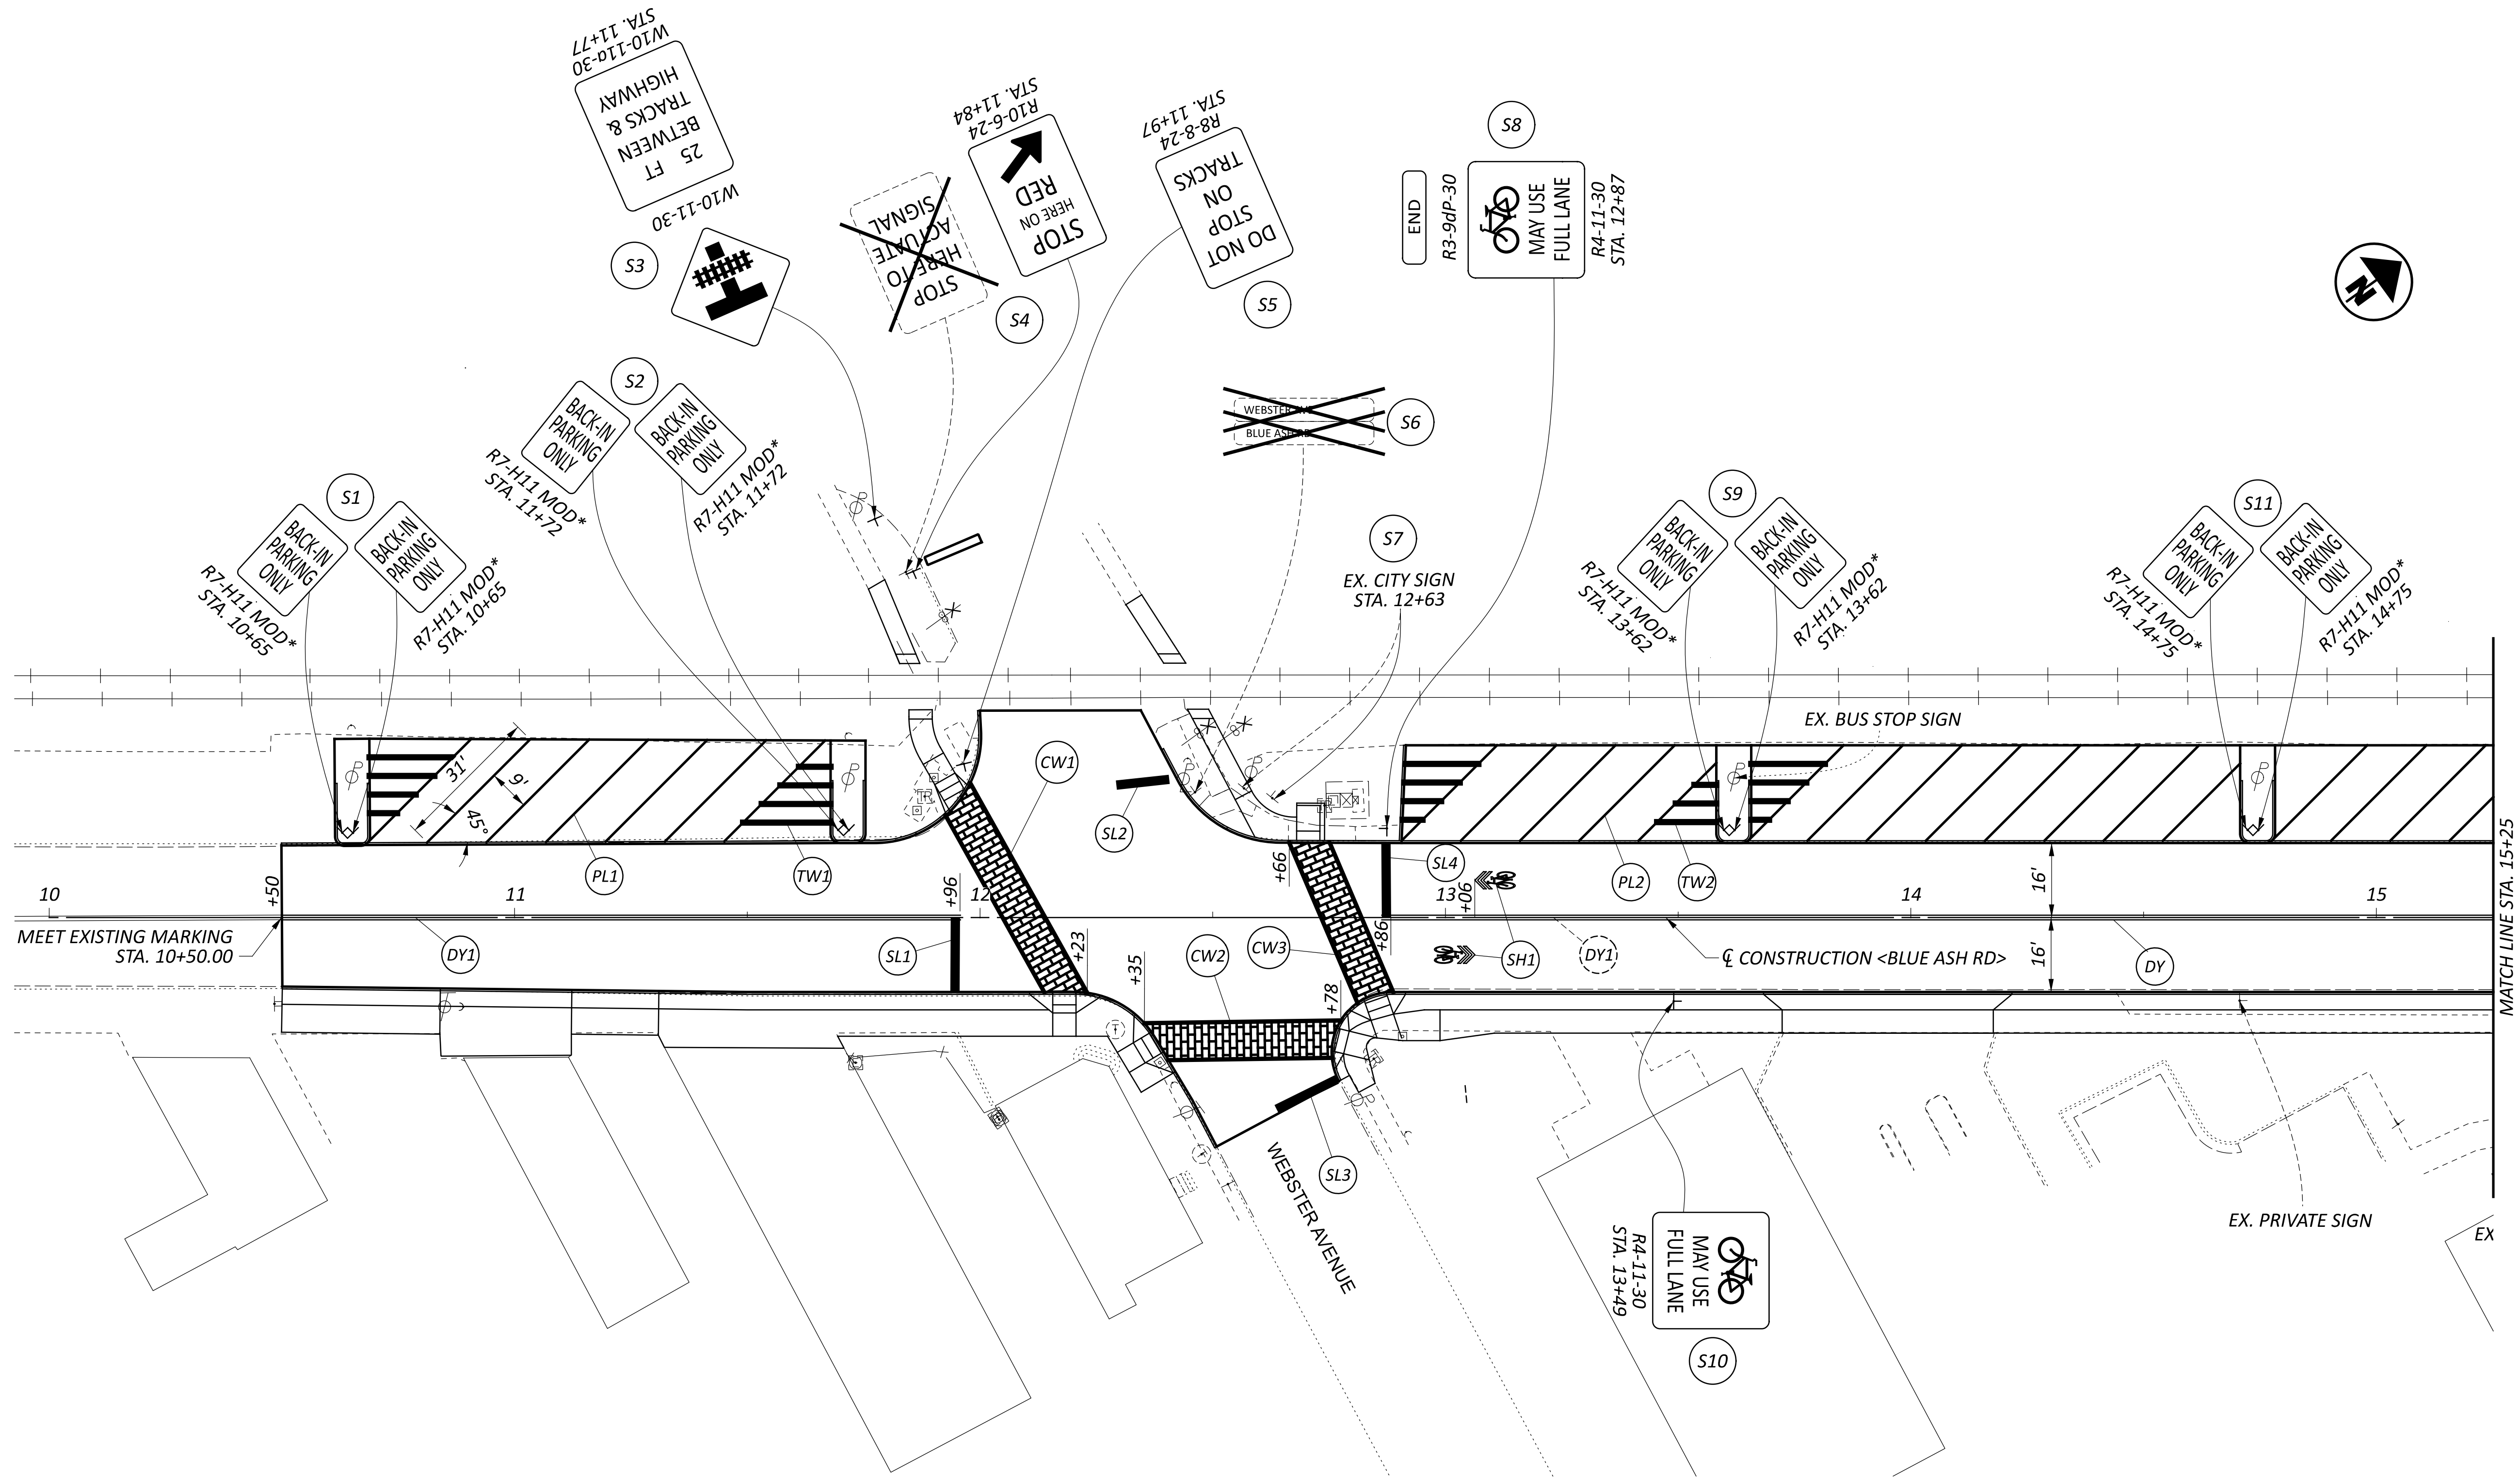 W10-11a-30
STA. 11+77
25 FT
BETWEEN
TRACKS &
HIGHWAY
W10-11-30
S3
STOP
HERE TO
ACTUATE
SIGNAL
S4
R10-6-24
STA. 11+84
STOP
HERE ON
RED
R8-8-24
STA. 11+97
DO NOT
STOP
ON
TRACKS
S5
S8
END
R3-9dP-30
MAY USE
FULL LANE
R4-11-30
STA. 12+87
N
S1
BACK-IN
PARKING
ONLY
R7-H11 MOD*
STA. 10+65
BACK-IN
PARKING
ONLY
R7-H11 MOD*
STA. 10+65
S2
BACK-IN
PARKING
ONLY
R7-H11 MOD*
STA. 11+72
BACK-IN
PARKING
ONLY
R7-H11 MOD*
STA. 11+72
WEBSTER AVE
BLUE ASH RD
S6
S7
EX. CITY SIGN
STA. 12+63
S9
BACK-IN
PARKING
ONLY
R7-H11 MOD*
STA. 13+62
BACK-IN
PARKING
ONLY
R7-H11 MOD*
STA. 13+62
S11
BACK-IN
PARKING
ONLY
R7-H11 MOD*
STA. 14+75
BACK-IN
PARKING
ONLY
R7-H11 MOD*
STA. 14+75
EX. BUS STOP SIGN
31'
9'
45°
CW1
SL2
PL1
TW1
SL4
PL2
TW2
10
+50
11
+96
12
+66
13
+06
14
16'
15
MEET EXISTING MARKING
STA. 10+50.00
DY1
SL1
+23
+35
CW2
CW3
+78
+86
SH1
DY1
℄ CONSTRUCTION <BLUE ASH RD>
16'
DY
MATCH LINE STA. 15+25
TR
T
T
TR
WEBSTER AVENUE
SL3
R4-11-30
STA. 13+49
MAY USE
FULL LANE
S10
EX. PRIVATE SIGN
EX